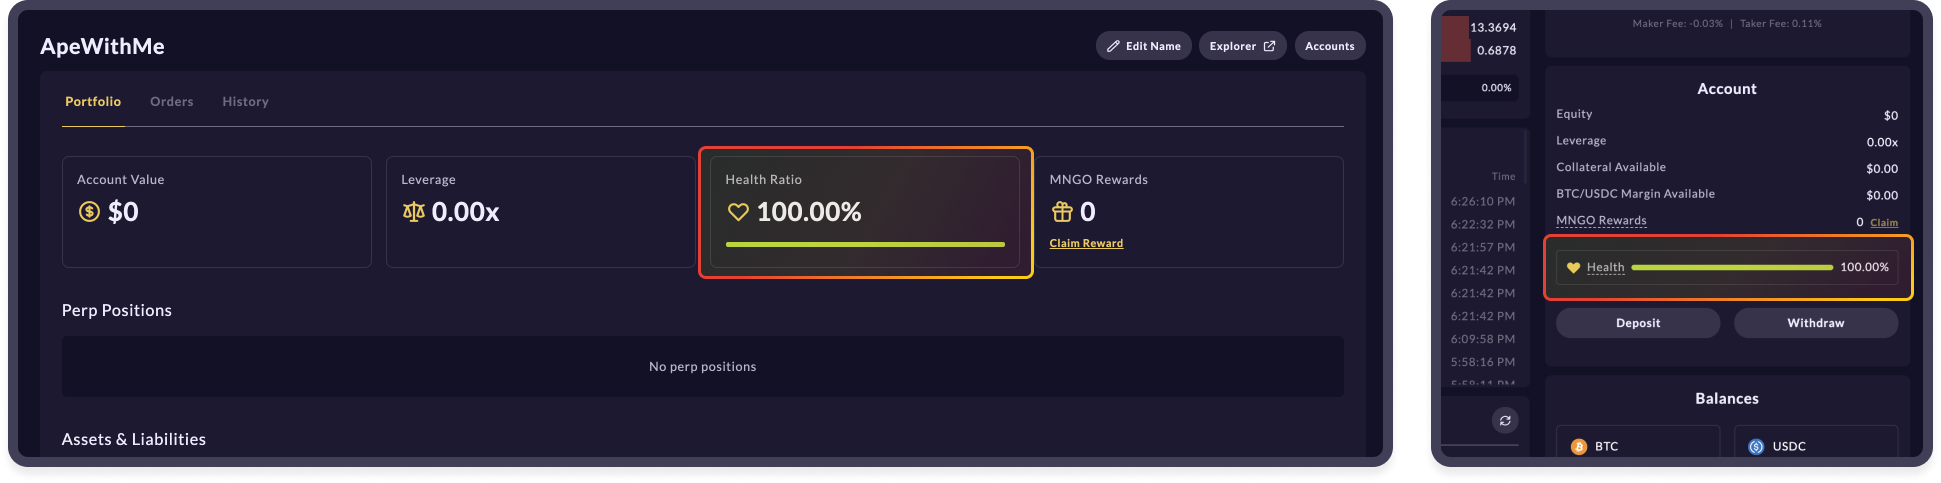 ApeWithMe
Edit Name
Explorer
Accounts
Portfolio
Orders
History
Account Value
$0
Leverage
0.00x
Health Ratio
100.00%
MNGO Rewards
0
Claim Reward
Perp Positions
No perp positions
Assets & Liabilities
13.3694
0.6878
0.00%
Time
6:26:10 PM
6:22:32 PM
6:21:57 PM
6:21:42 PM
6:21:42 PM
6:21:42 PM
6:09:58 PM
5:58:16 PM
5:58:11 PM
Maker Fee: -0.03% | Taker Fee: 0.11%
Account
Equity $0
Leverage 0.00x
Collateral Available $0.00
BTC/USDC Margin Available $0.00
MNGO Rewards 0 Claim
Health 100.00%
Deposit
Withdraw
Balances
BTC
USDC